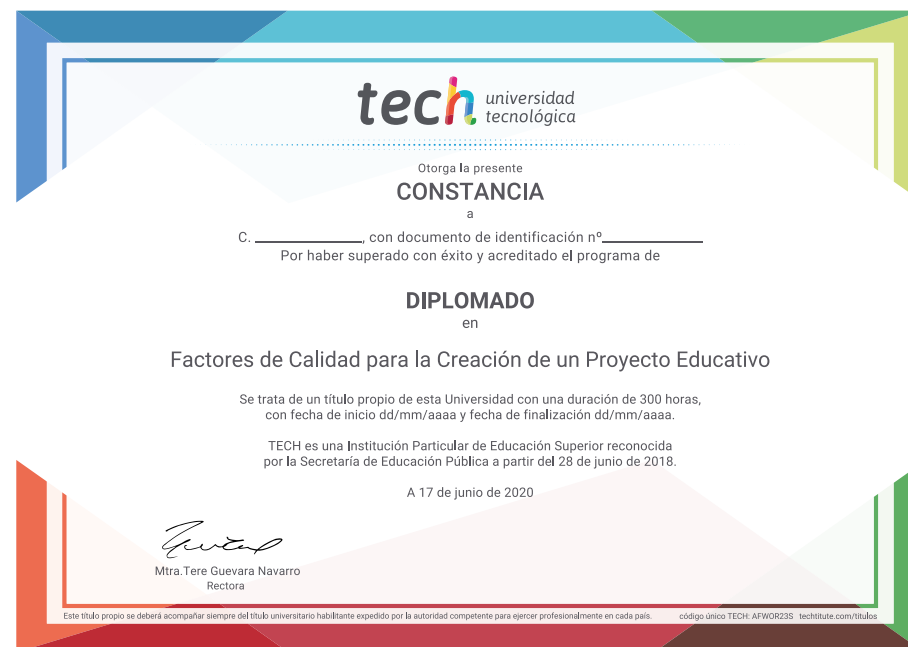 tech universidad
tecnológica
Otorga la presente
CONSTANCIA
a
C. ____________, con documento de identificación nº____________
Por haber superado con éxito y acreditado el programa de
DIPLOMADO
en
Factores de Calidad para la Creación de un Proyecto Educativo
Se trata de un título propio de esta Universidad con una duración de 300 horas,
con fecha de inicio dd/mm/aaaa y fecha de finalización dd/mm/aaaa.
TECH es una Institución Particular de Educación Superior reconocida
por la Secretaría de Educación Pública a partir del 28 de junio de 2018.
A 17 de junio de 2020
Mtra.Tere Guevara Navarro
Rectora
Este título propio se deberá acompañar siempre del título universitario habilitante expedido por la autoridad competente para ejercer profesionalmente en cada país. código único TECH: AFWOR23S techtitute.com/titulos